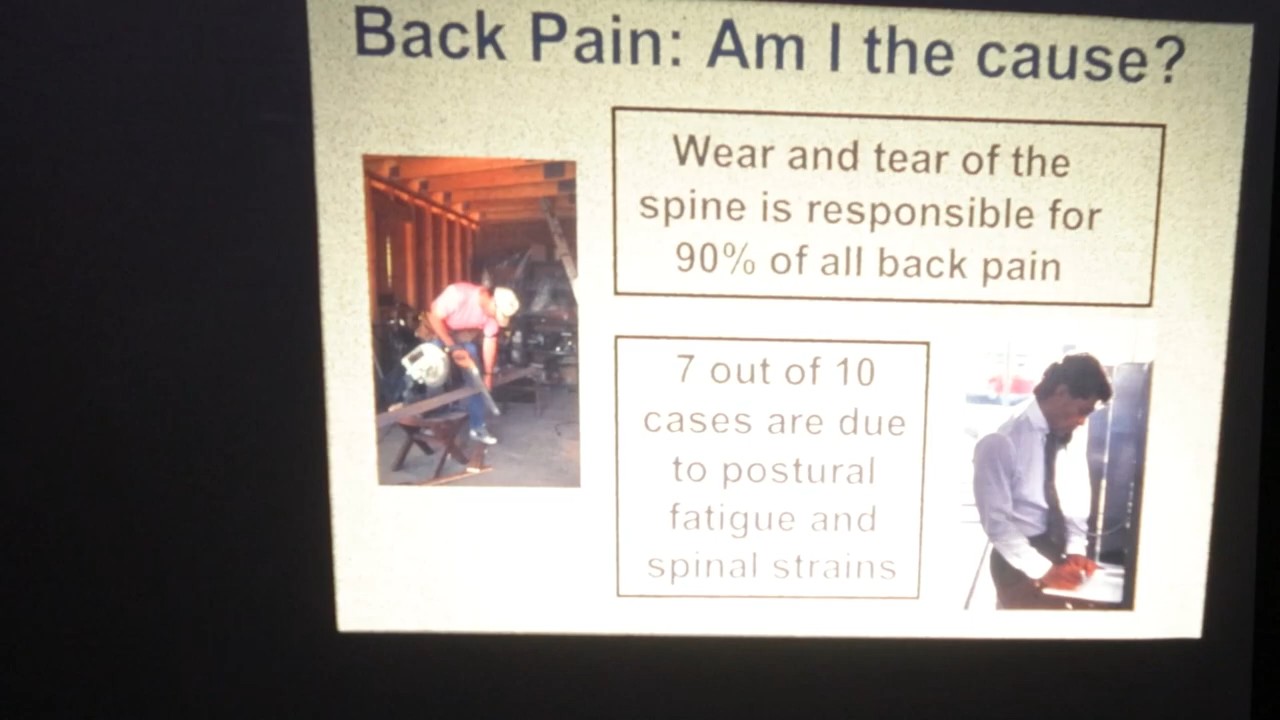 Back Pain: Am I the cause?
Wear and tear of the
spine is responsible for
90% of all back pain
7 out of 10
cases are due
to postural
fatigue and
spinal strains